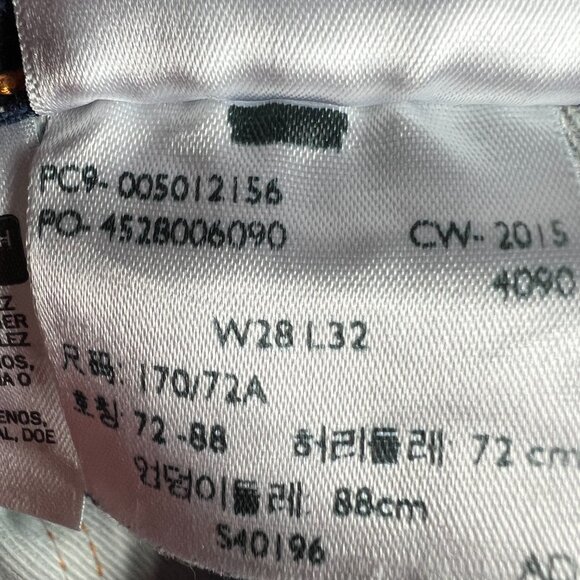 PC9- 005012156
PO- 4528006090 CW- 2015
4090
W28 L32
尺码: 170/72A
호칭: 72 -88 허리둘레 72 cm
엉덩이둘레: 88cm
S40196